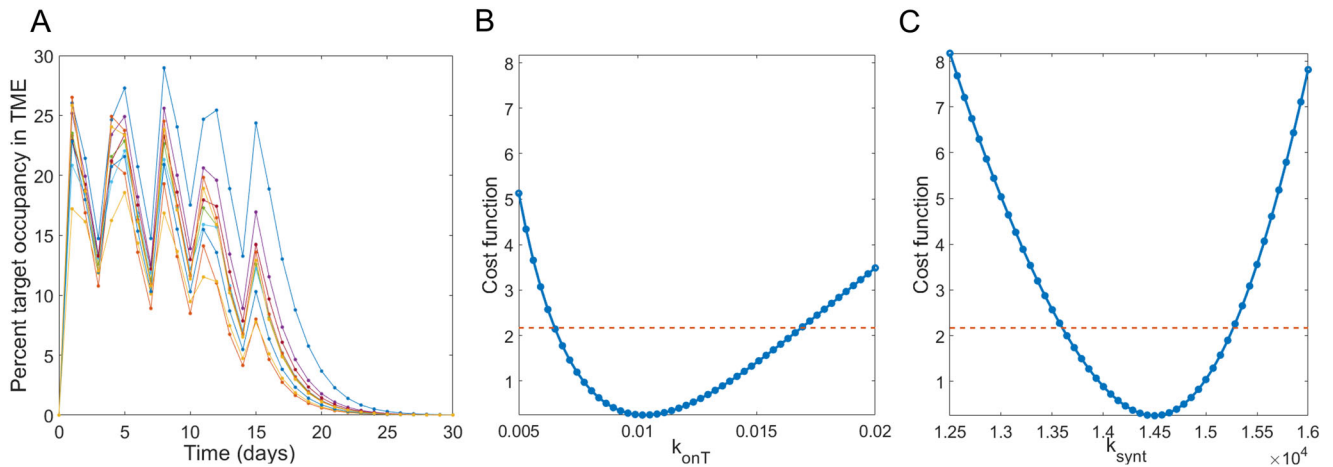 A
B
C
Percent target occupancy in TME
30
25
20
15
10
5
0
0 5 10 15 20 25 30
Time (days)
Cost function
8
7
6
5
4
3
2
1
0.005 0.01 0.015 0.02
k_onT
Cost function
8
7
6
5
4
3
2
1
1.25 1.3 1.35 1.4 1.45 1.5 1.55 1.6
k_synt
×10⁴